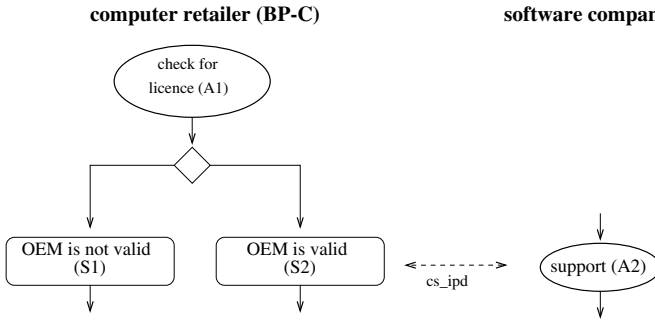 computer retailer (BP-C)
software compan
check for
licence (A1)
OEM is not valid
(S1)
OEM is valid
(S2)
cs_ipd
support (A2)